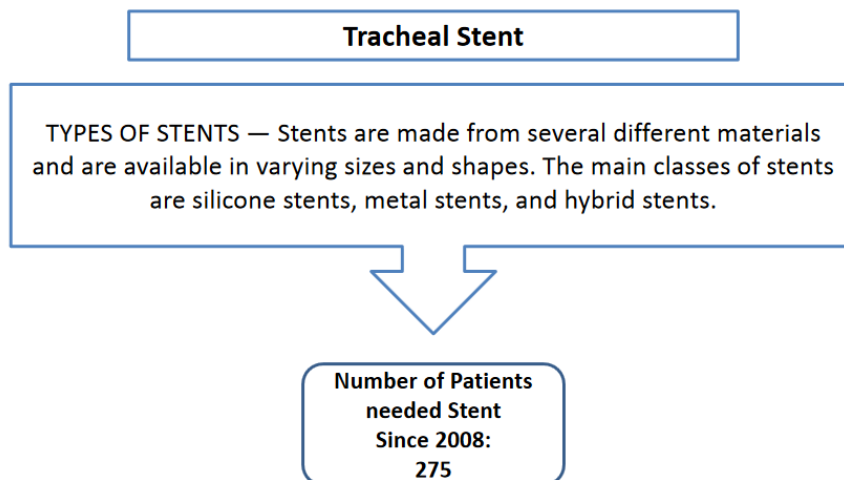 Tracheal Stent
TYPES OF STENTS — Stents are made from several different materials
and are available in varying sizes and shapes. The main classes of stents
are silicone stents, metal stents, and hybrid stents.
Number of Patients
needed Stent
Since 2008:
275